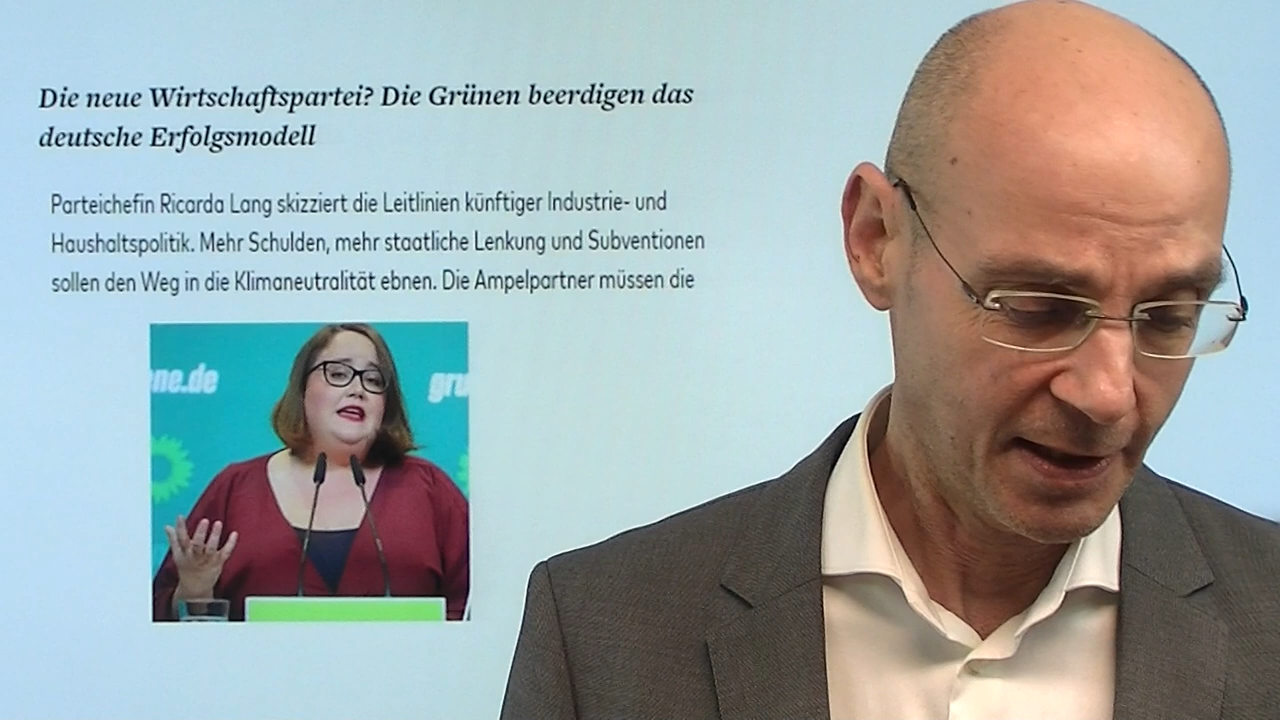 Die neue Wirtschaftspartei? Die Grünen beerdigen das
deutsche Erfolgsmodell
Parteichefin Ricarda Lang skizziert die Leitlinien künftiger Industrie- und
Haushaltspolitik. Mehr Schulden, mehr staatliche Lenkung und Subventionen
sollen den Weg in die Klimaneutralität ebnen. Die Ampelpartner müssen die
ne.de
gru